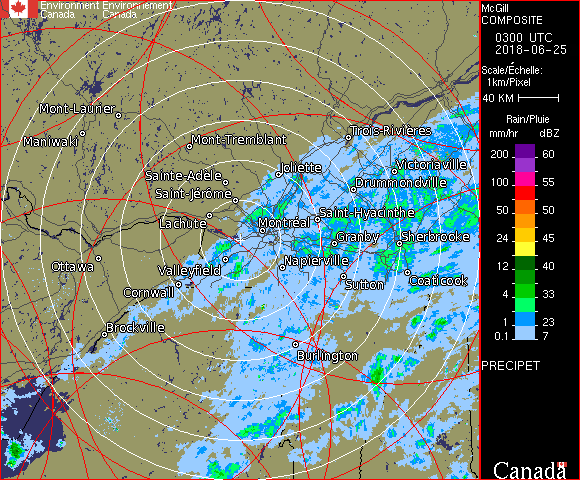 Environment Environnement
Canada Canada
McGill
COMPOSITE
0300 UTC
2018-06-25
Scale/Échelle:
1km/Pixel
40 KM
Rain/Pluie
mm/hr dBZ
200 60
100 55
50 50
24 45
12 40
4 33
1 23
0.1 7
PRECIPET
Canada
Mont-Laurier
Maniwaki
Mont-Tremblant
Trois-Rivières
Joliette
Victoriaville
Sainte-Adèle
Drummondville
Saint-Jérôme
Lachute
Saint-Hyacinthe
Montréal
Granby
Sherbrooke
Ottawa
Valleyfield
Napierville
Sutton
Coaticook
Cornwall
Brockville
Burlington